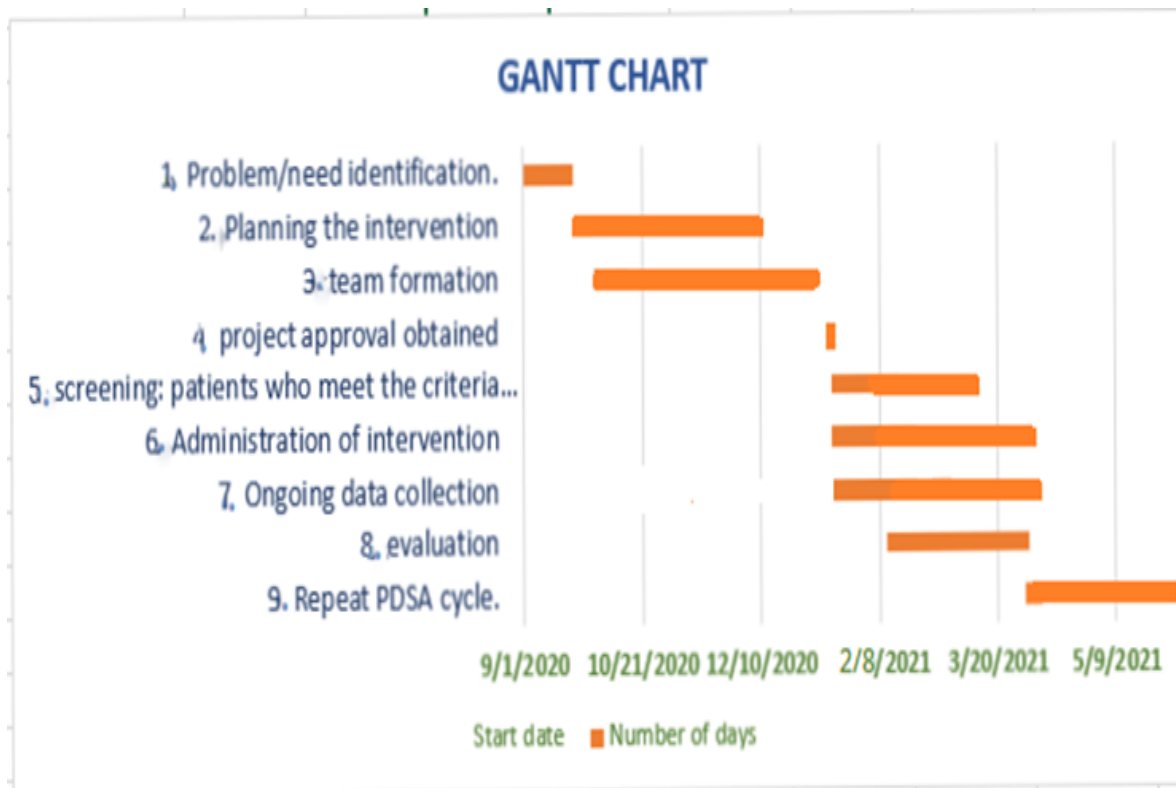 GANTT CHART
1, Problem/need identification.
2. Planning the intervention
3. team formation
4, project approval obtained
5. screening: patients who meet the criteria...
6. Administration of intervention
7, Ongoing data collection
8. evaluation
9. Repeat PDSA cycle.
9/1/2020 10/21/2020 12/10/2020 2/8/2021 3/20/2021 5/9/2021
Start date Number of days